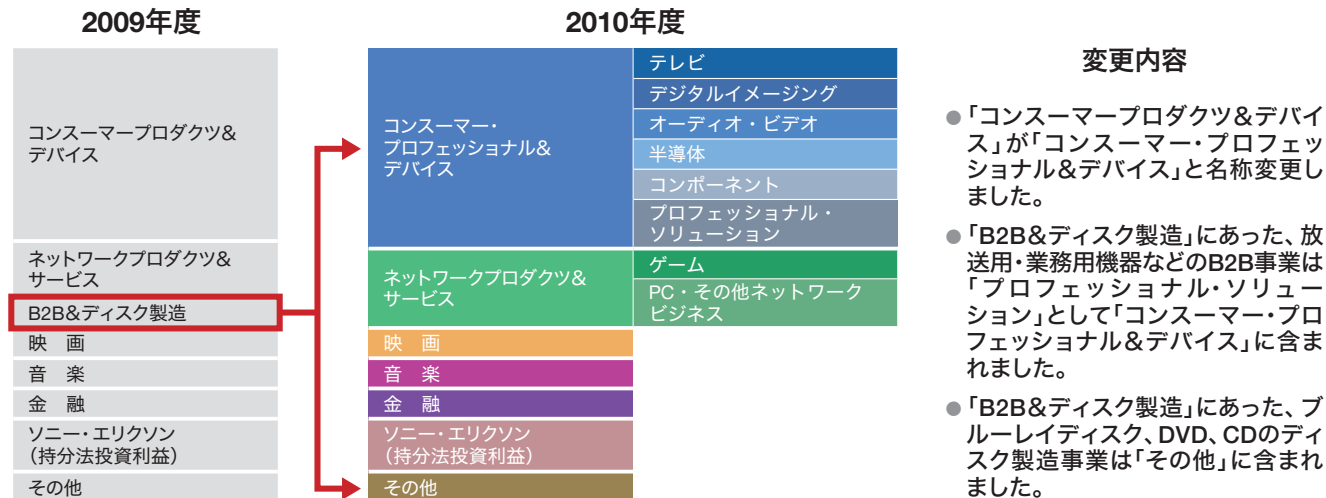 2009年度
コンスーマープロダクツ&
デバイス
ネットワークプロダクツ&
サービス
B2B&ディスク製造
映 画
音 楽
金 融
ソニー・エリクソン
(持分法投資利益)
その他
2010年度
コンスーマー・
プロフェッショナル&
デバイス
テレビ
デジタルイメージング
オーディオ・ビデオ
半導体
コンポーネント
プロフェッショナル・
ソリューション
ネットワークプロダクツ&
サービス
ゲーム
PC・その他ネットワーク
ビジネス
映 画
音 楽
金 融
ソニー・エリクソン
(持分法投資利益)
その他
変更内容
●「コンスーマープロダクツ&デバイ
ス」が「コンスーマー・プロフェッ
ショナル&デバイス」と名称変更し
ました。
●「B2B&ディスク製造」にあった、放
送用・業務用機器などのB2B事業は
「プロフェッショナル・ソリュー
ション」として「コンスーマー・プロ
フェッショナル&デバイス」に含ま
れました。
●「B2B&ディスク製造」にあった、ブ
ルーレイディスク、DVD、CDのディ
スク製造事業は「その他」に含まれ
ました。